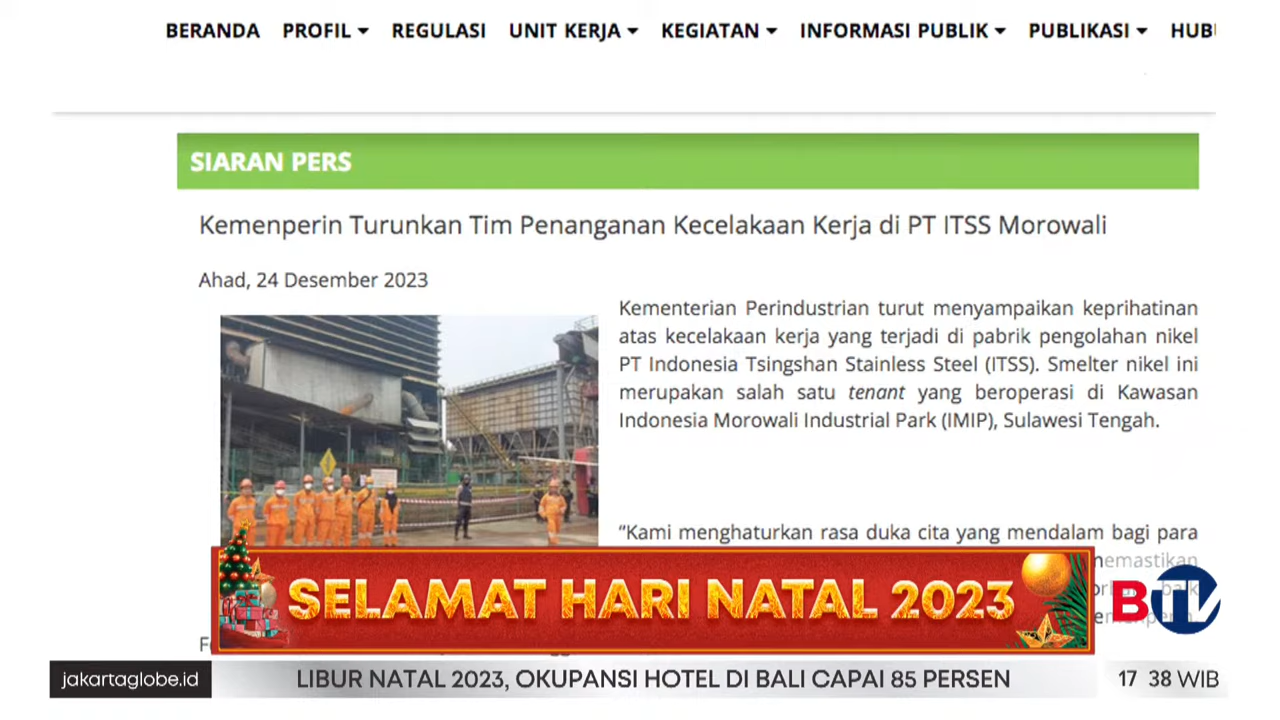 BERANDA PROFIL REGULASI UNIT KERJA KEGIATAN INFORMASI PUBLIK PUBLIKASI
SIARAN PERS
Kemenperin Turunkan Tim Penanganan Kecelakaan Kerja di PT ITSS Morowali
Ahad, 24 Desember 2023
Kementerian Perindustrian turut menyampaikan keprihatinan
atas kecelakaan kerja yang terjadi di pabrik pengolahan nikel
PT Indonesia Tsingshan Stainless Steel (ITSS). Smelter nikel ini
merupakan salah satu tenant yang beroperasi di Kawasan
Indonesia Morowali Industrial Park (IMIP), Sulawesi Tengah.
“Kami menghaturkan rasa duka cita yang mendalam bagi para
memastikan
SELAMAT HARI NATAL 2023
BTV
jakartaglobe.id LIBUR NATAL 2023, OKUPANSI HOTEL DI BALI CAPAI 85 PERSEN 17 38 WIB